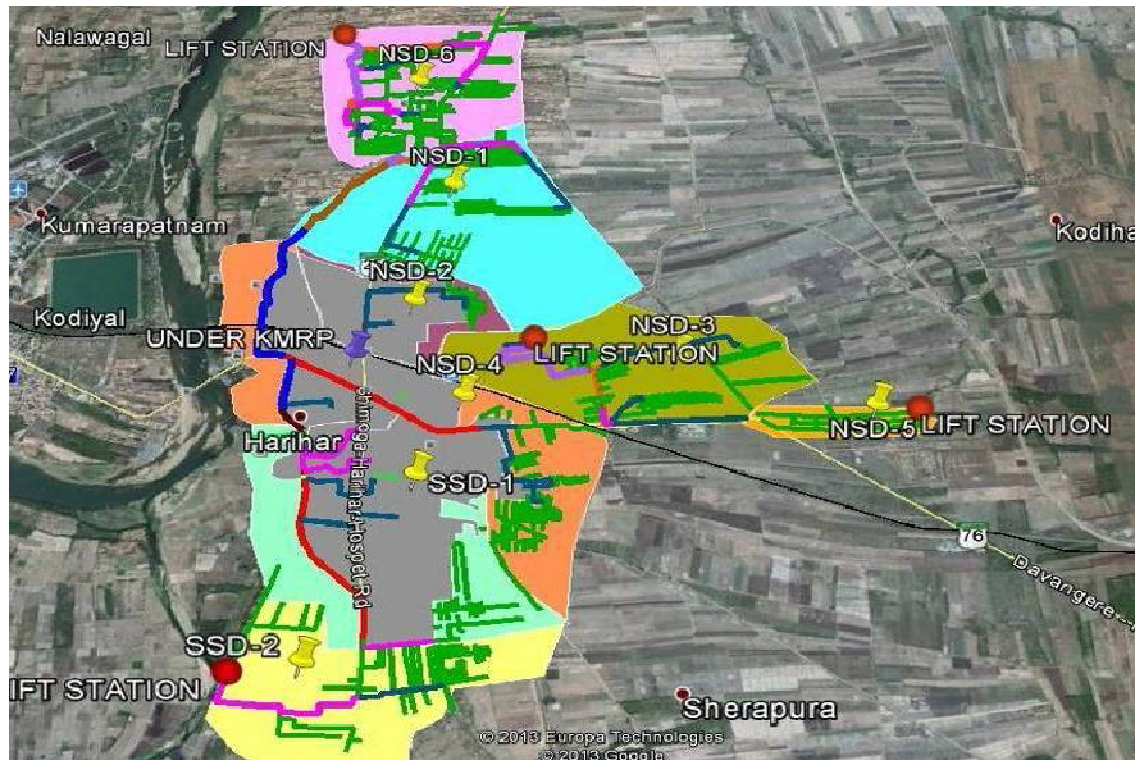 Nalawagal
LIFT STATION
NSD-6
NSD-1
Kumarapatnam
Kodiha
NSD-2
Kodiyal
UNDER KMRP
NSD-3
LIFT STATION
NSD-4
NSD-5
LIFT STATION
Harihar
Shimoga-Harihar-Hospet-Rd
SSD-1
76
Davangere
SSD-2
IFT STATION
Sherapura
© 2013 Europa Technologies
© 2013 Google